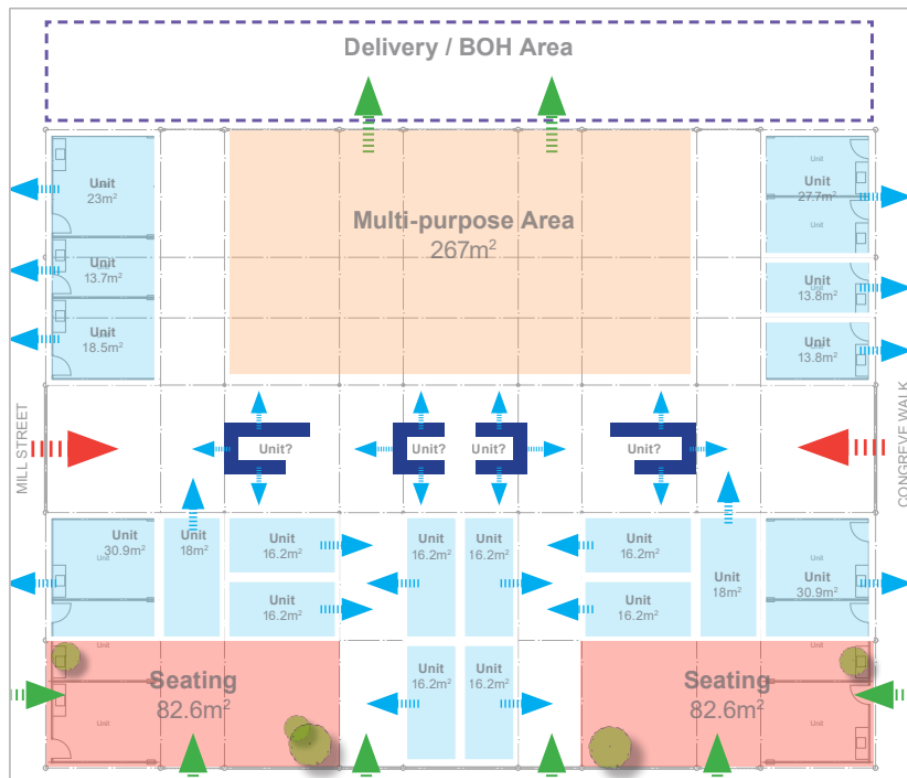 Delivery / BOH Area
Multi-purpose Area
267m²
Unit
23m²
Unit
13.7m²
Unit
18.5m²
Unit
Unit
27.7m²
Unit
Unit
13.8m²
Unit
13.8m²
MILL STREET
CONGREVE WALK
Unit?
Unit?
Unit?
Unit?
Unit
30.9m²
Unit
Unit
18m²
Unit
16.2m²
Unit
16.2m²
Unit
16.2m²
Unit
16.2m²
Unit
16.2m²
Unit
16.2m²
Unit
18m²
Unit
Unit
30.9m²
Unit
16.2m²
Unit
16.2m²
Unit
Seating
82.6m²
Unit
Unit
Seating
82.6m²
Unit